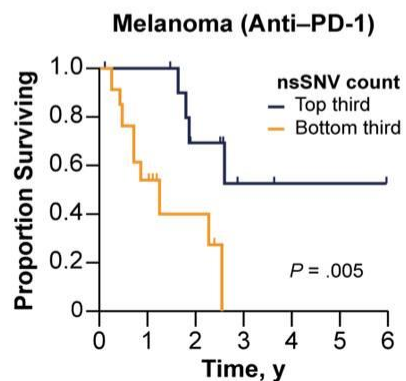 Melanoma (Anti–PD-1)
Proportion Surviving
1.0
0.8
0.6
0.4
0.2
0
nsSNV count
Top third
Bottom third
P = .005
0 1 2 3 4 5 6
Time, y